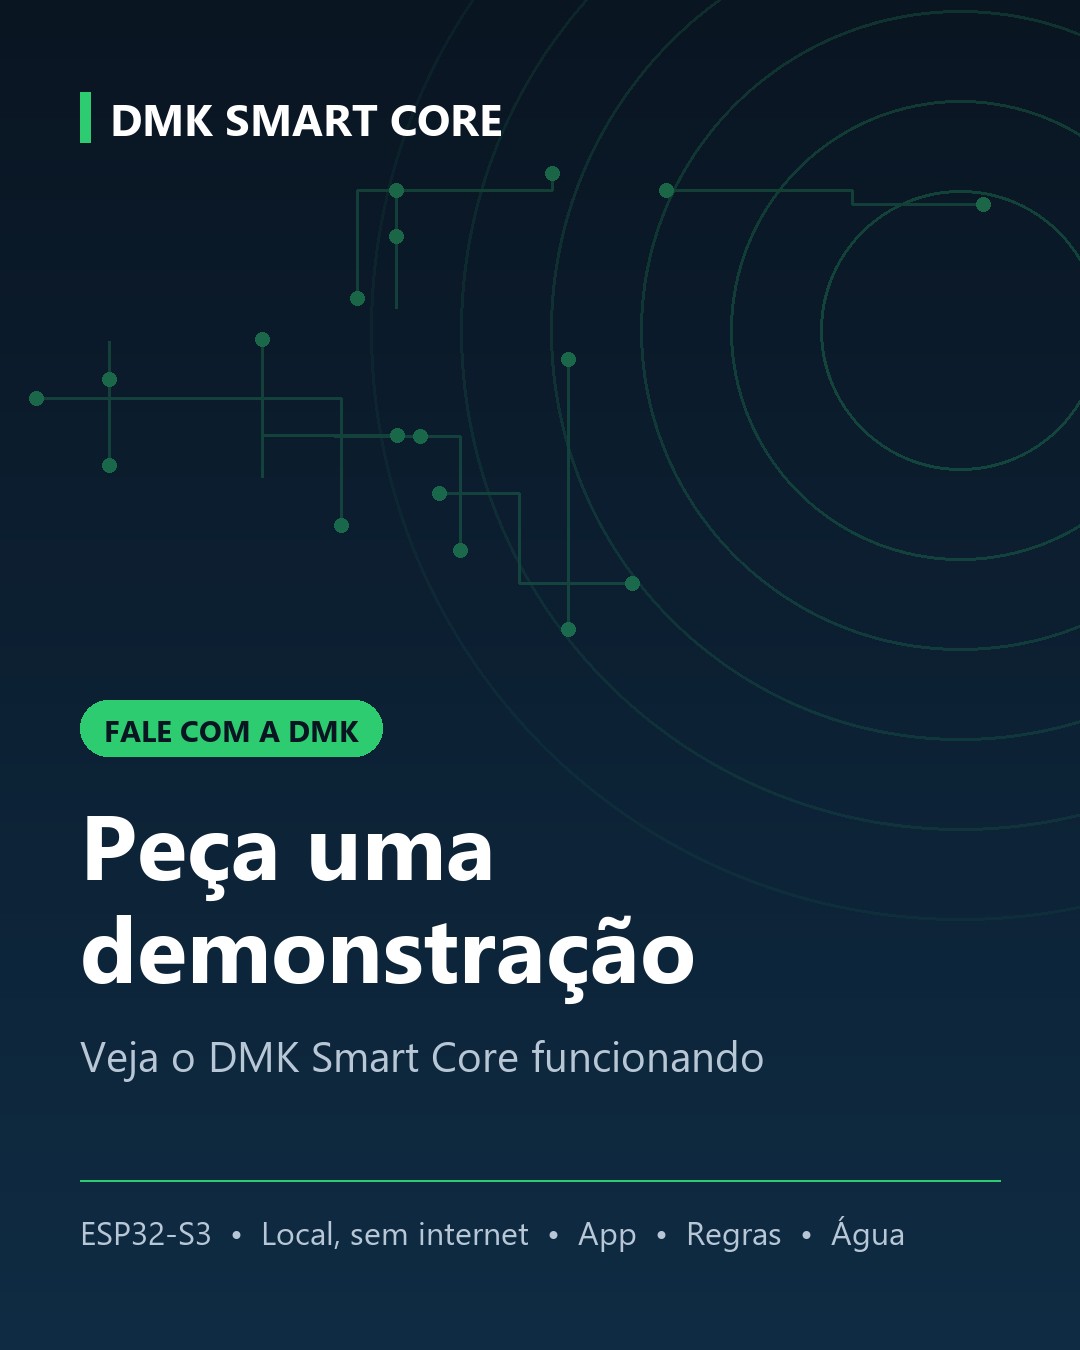 DMK SMART CORE
FALE COM A DMK
Peça uma
demonstração
Veja o DMK Smart Core funcionando
ESP32-S3 • Local, sem internet • App • Regras • Água